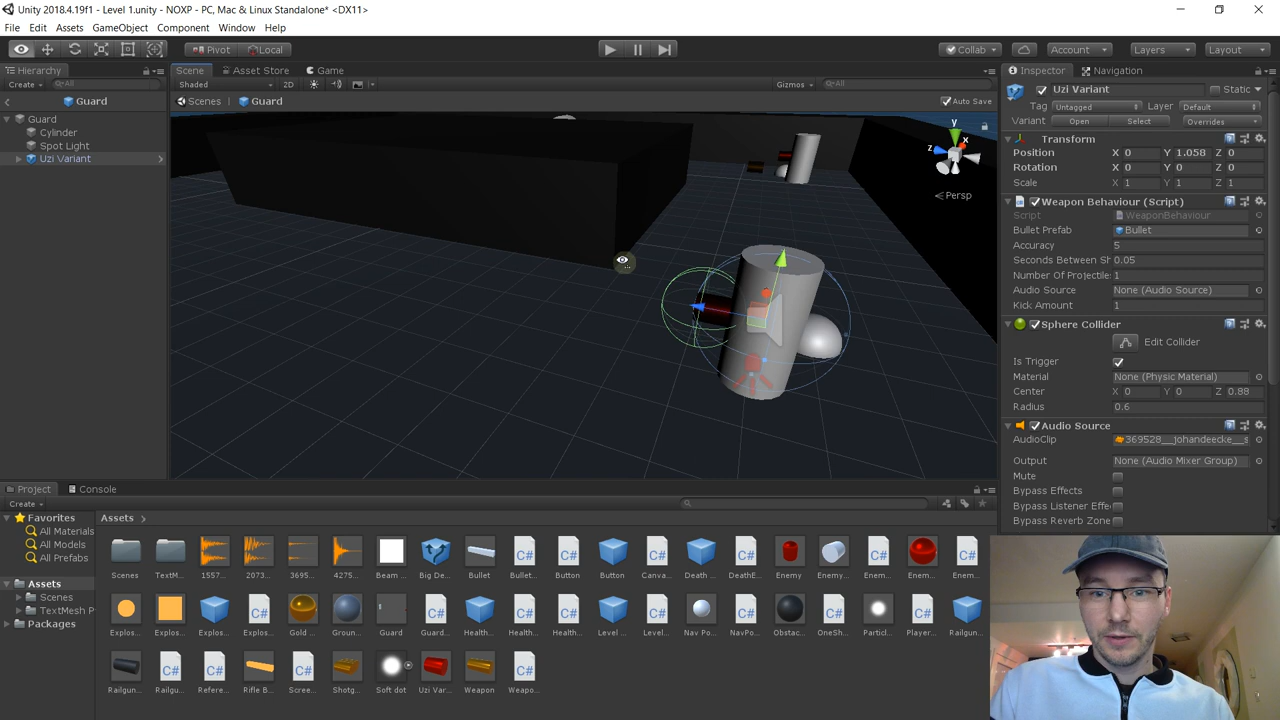 Unity 2018.4.19f1 - Level 1.unity - NOXP - PC, Mac & Linux Standalone* <DX11>
File Edit Assets GameObject Component Window Help
Pivot Local Collab Account Layers Layout
Hierarchy Scene Asset Store Game Inspector Navigation
Create All Shaded 2D Gizmos All
Guard Scenes Guard Auto Save
Uzi Variant Static
Tag Untagged Layer Default
Variant Open Select Overrides
Guard
Cylinder
Spot Light
Uzi Variant
y x z
Persp
Transform
Position X 0 Y 1.058 Z 0
Rotation X 0 Y 0 Z 0
Scale X 1 Y 1 Z 1
Weapon Behaviour (Script)
Script WeaponBehaviour
Bullet Prefab Bullet
Accuracy 5
Seconds Between Sh 0.05
Number Of Projectile 1
Audio Source None (Audio Source)
Kick Amount 1
Sphere Collider
Edit Collider
Is Trigger
Material None (Physic Material)
Center X 0 Y 0 Z 0.88
Radius 0.6
Audio Source
AudioClip 369528__johandeecke__s
Output None (Audio Mixer Group)
Mute
Bypass Effects
Bypass Listener Effe
Bypass Reverb Zone
Project Console
Create
Favorites
All Materials
All Models
All Prefabs
Assets
Scenes
TextMesh P
Packages
Assets
Scenes TextM... 1557... 2073... 3695... 4275... Beam ... Big De... Bullet Bullet... Button Button Canva... Death ... DeathE... Enemy Enemy... Enem... Enem... Enem...
Explos... Explos... Explos... Explos... Gold ... Groun... Guard Guard... Health... Health... Health... Level ... Level... Nav Po... NavPo... Obstac... OneSh... Particl... Player... Railgun...
Railgu... Railgu... Refere... Rifle B... Scree... Shotg... Soft dot Uzi Var... Weapon Weapo...